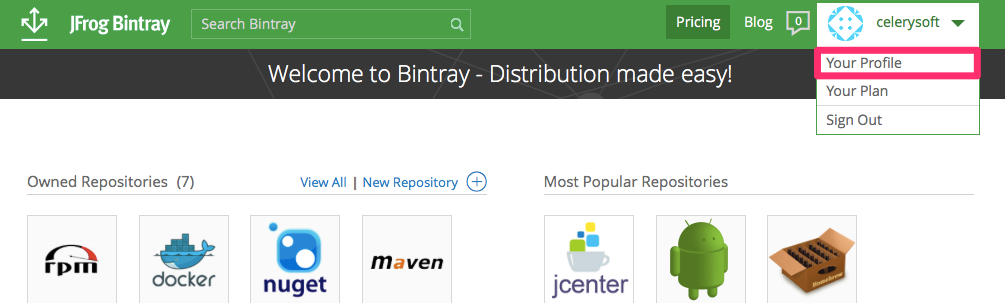 JFrog Bintray
Search Bintray
Pricing
Blog
0
celerysoft
Your Profile
Your Plan
Sign Out
Welcome to Bintray - Distribution made easy!
Owned Repositories (7)
View All | New Repository
Most Popular Repositories
rpm
docker
nuget
maven
jcenter